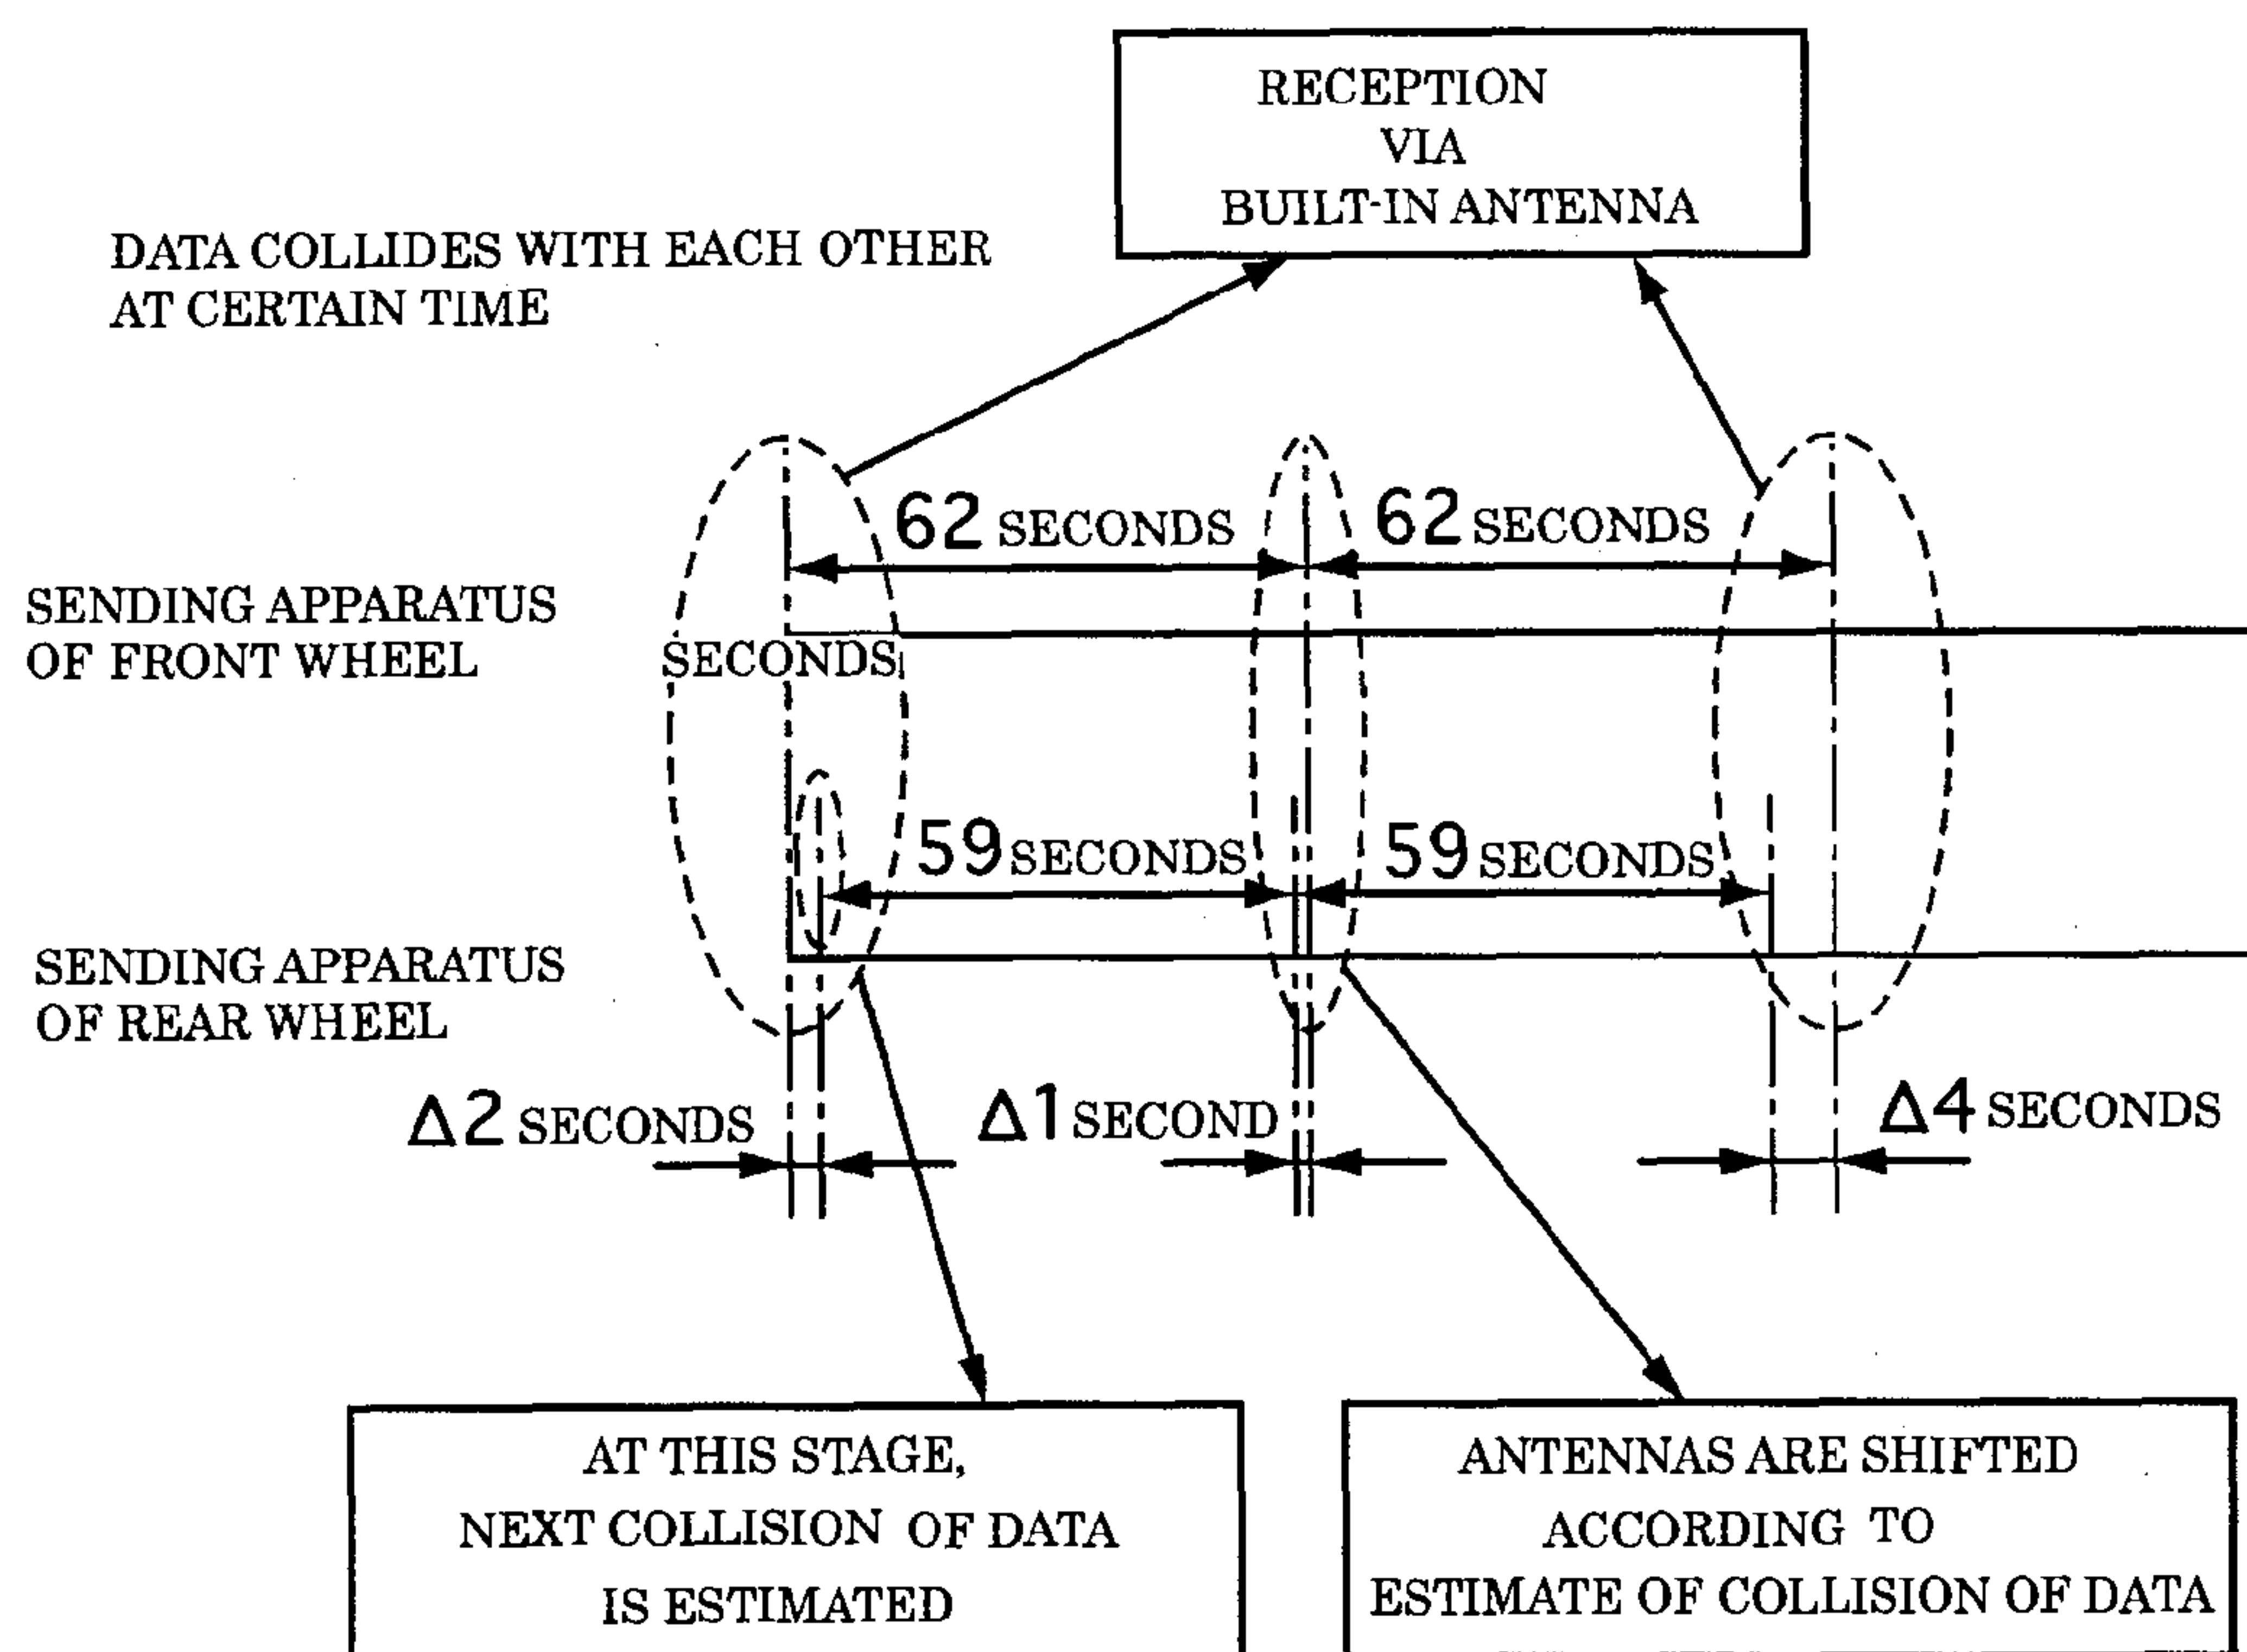 RECEPTION
VIA
BUILT-IN ANTENNA
DATA COLLIDES WITH EACH OTHER
AT CERTAIN TIME
62 SECONDS 62 SECONDS
SENDING APPARATUS
OF FRONT WHEEL
SECONDS
59 SECONDS 59 SECONDS
SENDING APPARATUS
OF REAR WHEEL
Δ2 SECONDS Δ1 SECOND Δ4 SECONDS
AT THIS STAGE,
NEXT COLLISION OF DATA
IS ESTIMATED
ANTENNAS ARE SHIFTED
ACCORDING TO
ESTIMATE OF COLLISION OF DATA